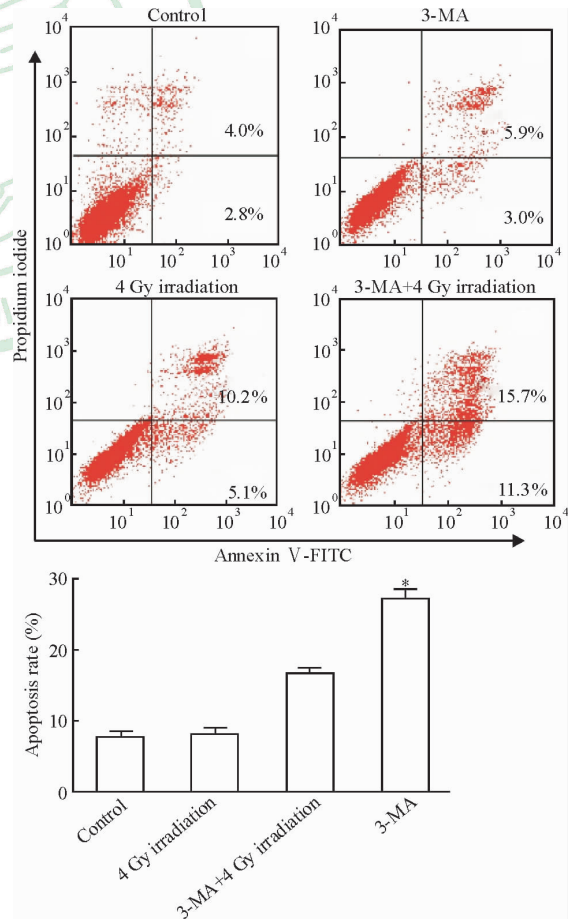 Control
3-MA
10⁴
10³
10²
10¹
10⁰
4.0%
2.8%
10¹ 10² 10³ 10⁴
10⁴
10³
10²
10¹
10⁰
5.9%
3.0%
10¹ 10² 10³ 10⁴
Propidium iodide
4 Gy irradiation
3-MA+4 Gy irradiation
10⁴
10³
10²
10¹
10⁰
10.2%
5.1%
10¹ 10² 10³ 10⁴
10⁴
10³
10²
10¹
10⁰
15.7%
11.3%
10¹ 10² 10³ 10⁴
Annexin Ⅴ-FITC
Apoptosis rate (%)
30
20
10
0
*
Control
4 Gy irradiation
3-MA+4 Gy irradiation
3-MA